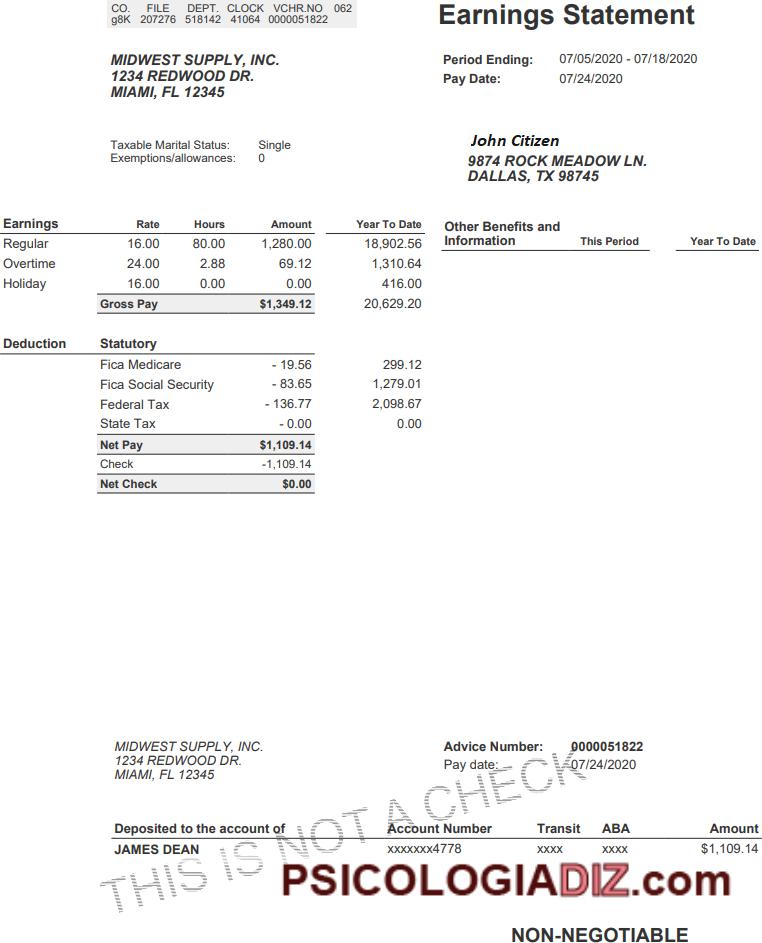 CO. FILE DEPT. CLOCK VCHR.NO 062
g8K 207276 518142 41064 0000051822
Earnings Statement
MIDWEST SUPPLY, INC.
1234 REDWOOD DR.
MIAMI, FL 12345
Period Ending: 07/05/2020 - 07/18/2020
Pay Date: 07/24/2020
Taxable Marital Status: Single
Exemptions/allowances: 0
John Citizen
9874 ROCK MEADOW LN.
DALLAS, TX 98745
Earnings Rate Hours Amount Year To Date
Regular 16.00 80.00 1,280.00 18,902.56
Overtime 24.00 2.88 69.12 1,310.64
Holiday 16.00 0.00 0.00 416.00
Gross Pay $1,349.12 20,629.20
Other Benefits and
Information This Period Year To Date
Deduction Statutory
Fica Medicare - 19.56 299.12
Fica Social Security - 83.65 1,279.01
Federal Tax - 136.77 2,098.67
State Tax - 0.00 0.00
Net Pay $1,109.14
Check -1,109.14
Net Check $0.00
MIDWEST SUPPLY, INC.
1234 REDWOOD DR.
MIAMI, FL 12345
Advice Number: 0000051822
Pay date: 07/24/2020
THIS IS NOT A CHECK
Deposited to the account of Account Number Transit ABA Amount
JAMES DEAN xxxxxxx4778 xxxx xxxx $1,109.14
PSICOLOGIADIZ.com
NON-NEGOTIABLE